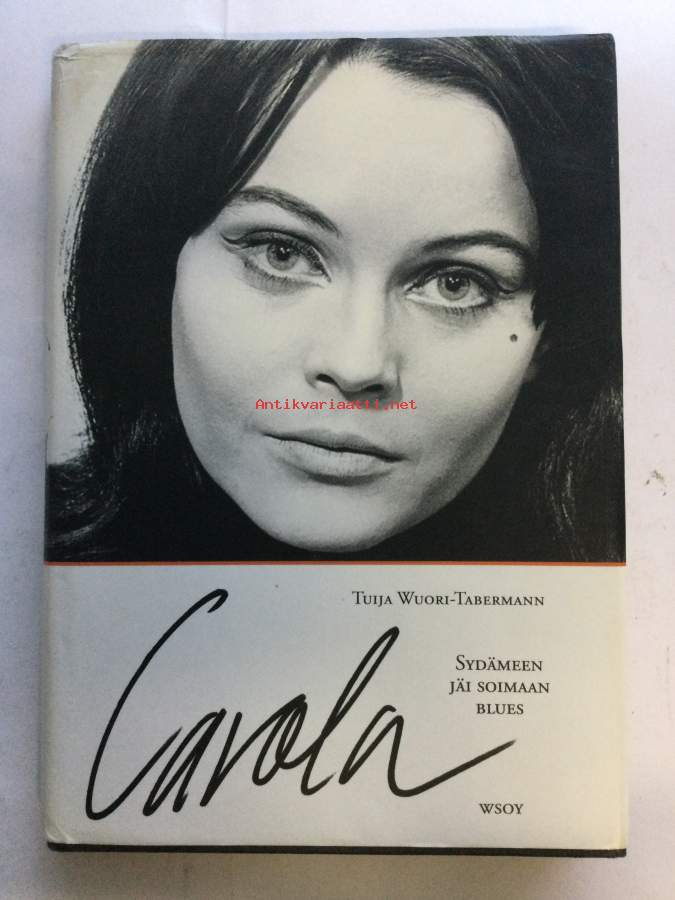 Antikvariaatti.net
Tuija Wuori-Tabermann
Carola
Sydämeen
jäi soimaan
blues
WSOY